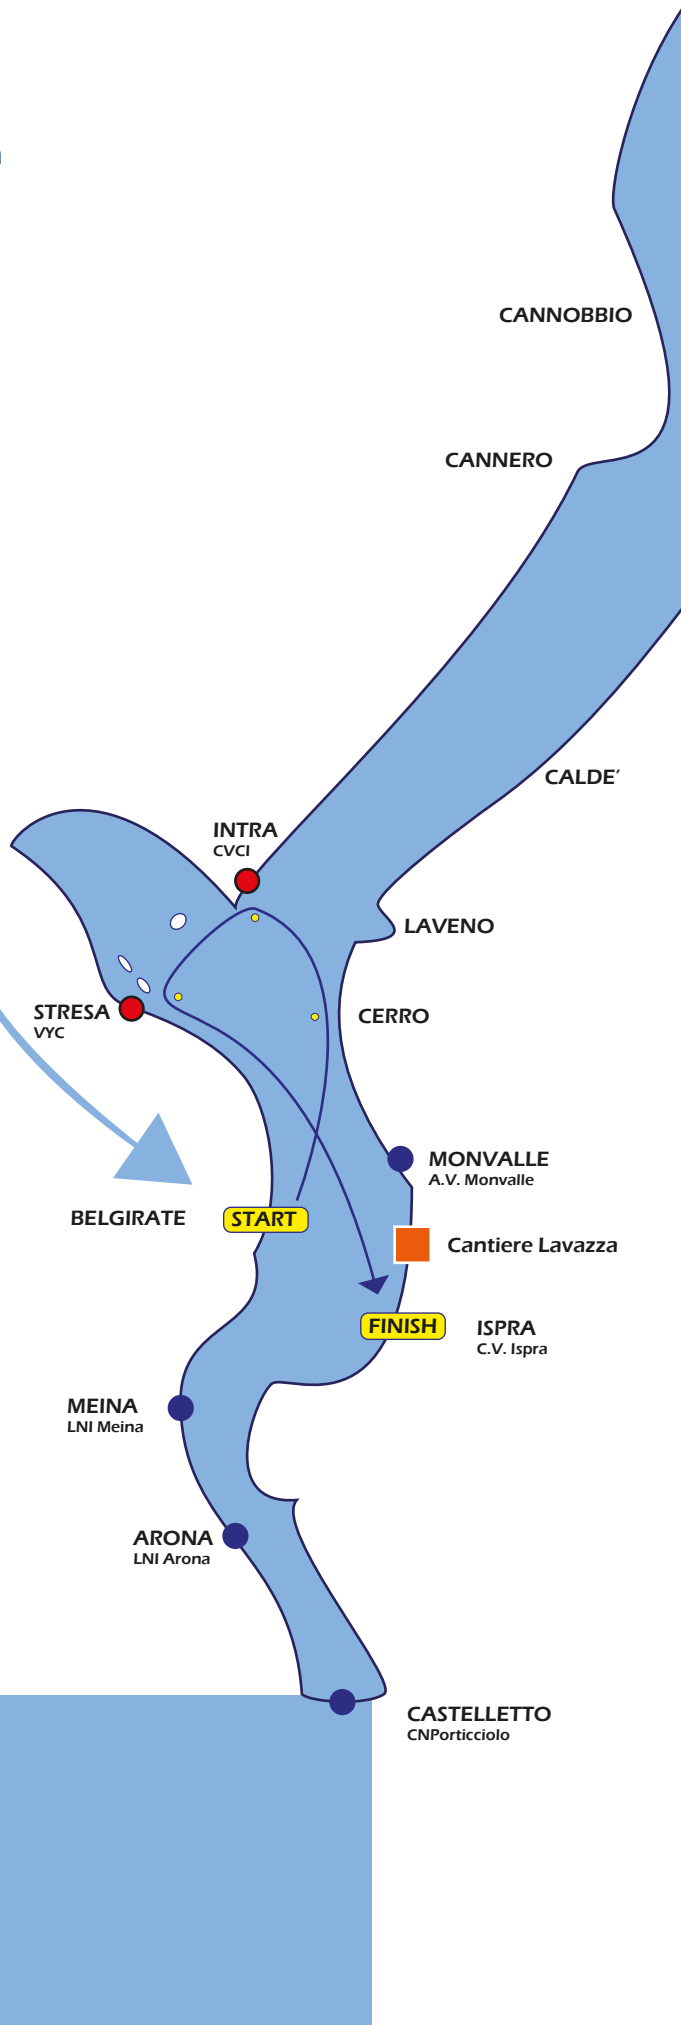 CANNOBBIO
CANNERO
CALDE’
INTRA
CVCI
LAVENO
STRESA
VYC
CERRO
MONVALLE
A.V. Monvalle
BELGIRATE
START
Cantiere Lavazza
FINISH
ISPRA
C.V. Ispra
MEINA
LNI Meina
ARONA
LNI Arona
CASTELLETTO
CNPorticciolo